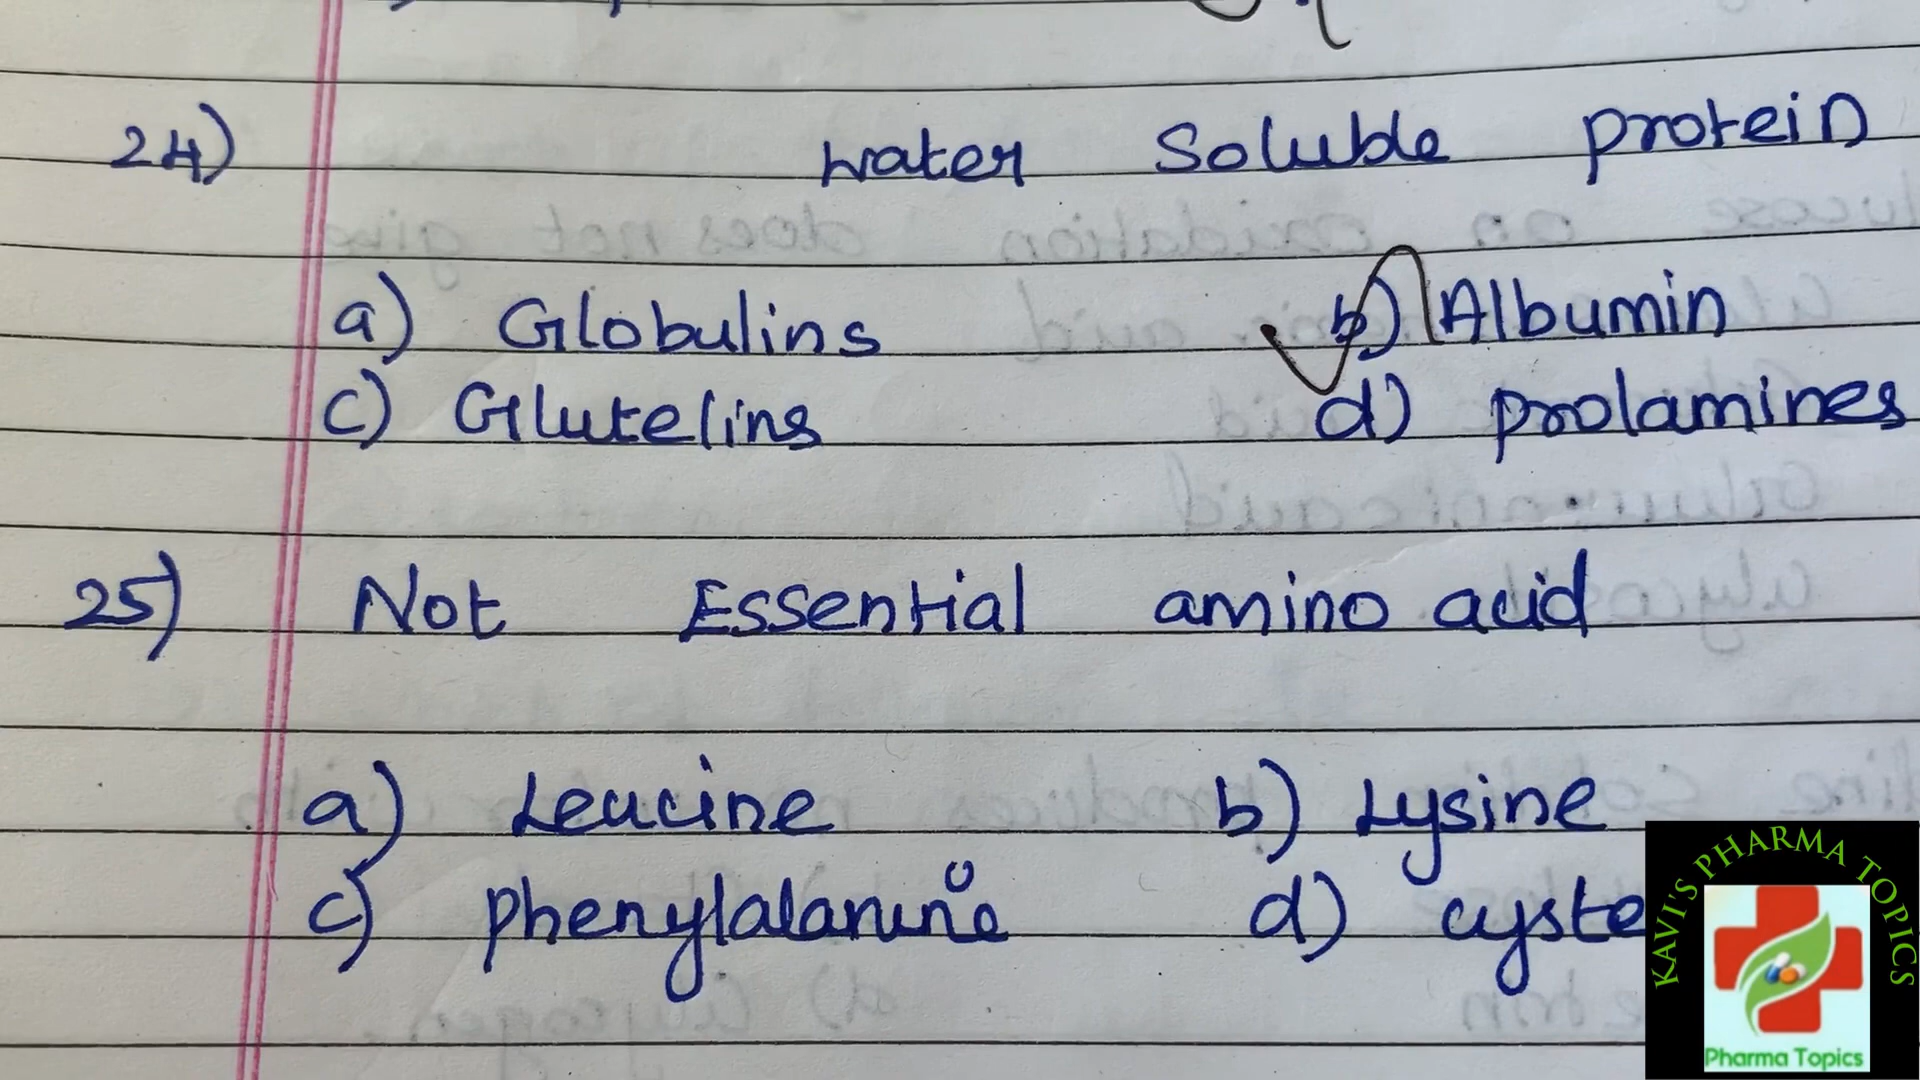 24) water soluble protein
a) Globulins b) Albumin
c) Glutelins d) prolamines
25) Not Essential amino acid
a) Leucine b) Lysine
c) phenylalanine d) cyste
KAVI'S PHARMA TOPICS
Pharma Topics